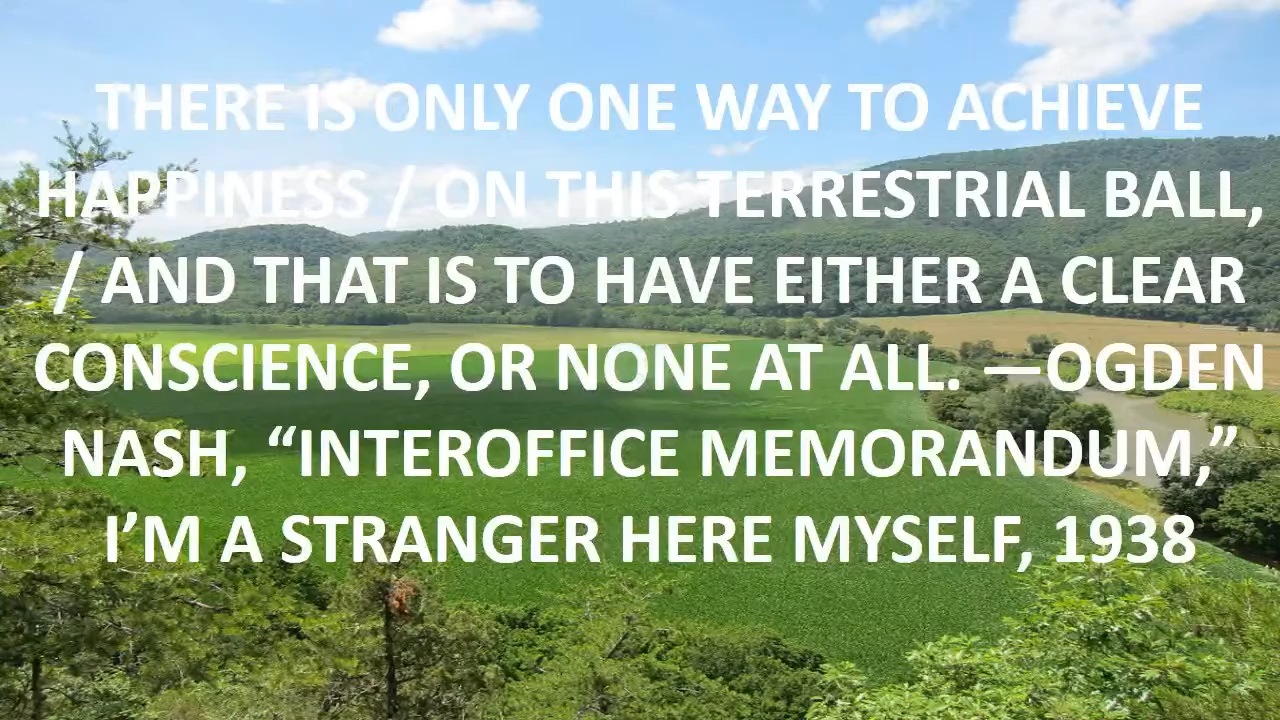 THERE IS ONLY ONE WAY TO ACHIEVE
HAPPINESS / ON THIS TERRESTRIAL BALL,
/ AND THAT IS TO HAVE EITHER A CLEAR
CONSCIENCE, OR NONE AT ALL. —OGDEN
NASH, “INTEROFFICE MEMORANDUM,”
I’M A STRANGER HERE MYSELF, 1938